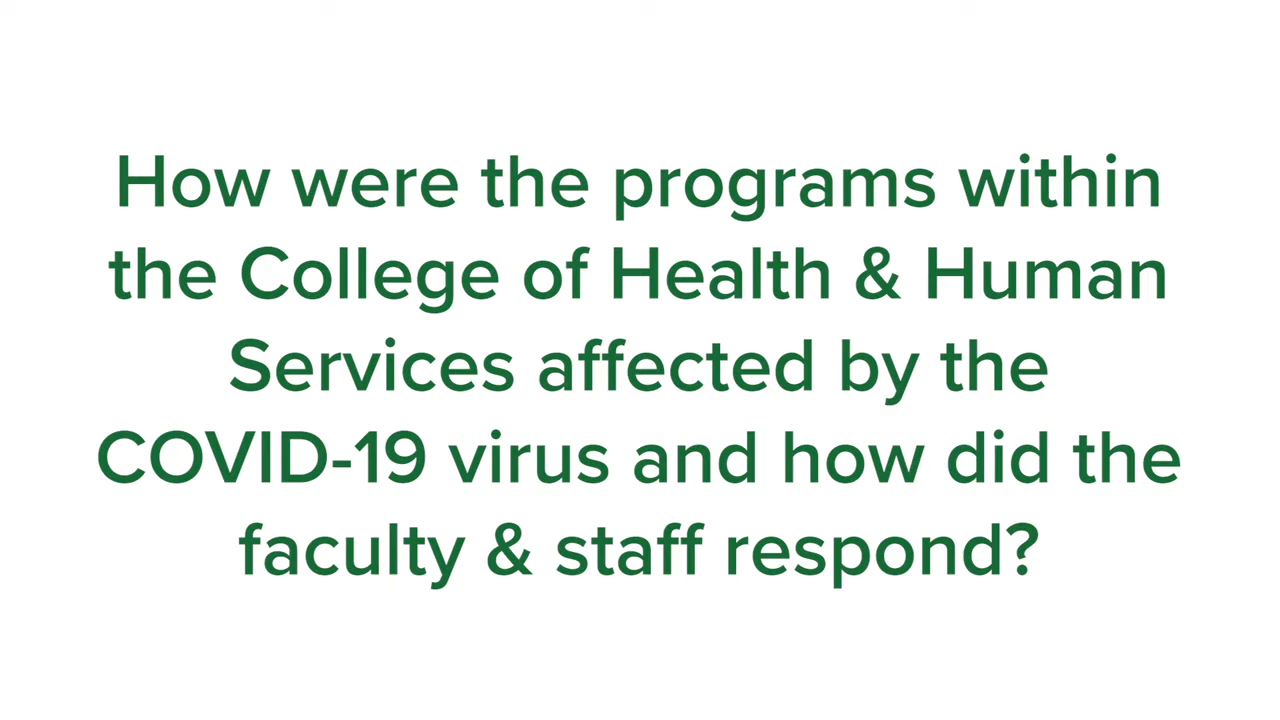 How were the programs within
the College of Health & Human
Services affected by the
COVID-19 virus and how did the
faculty & staff respond?